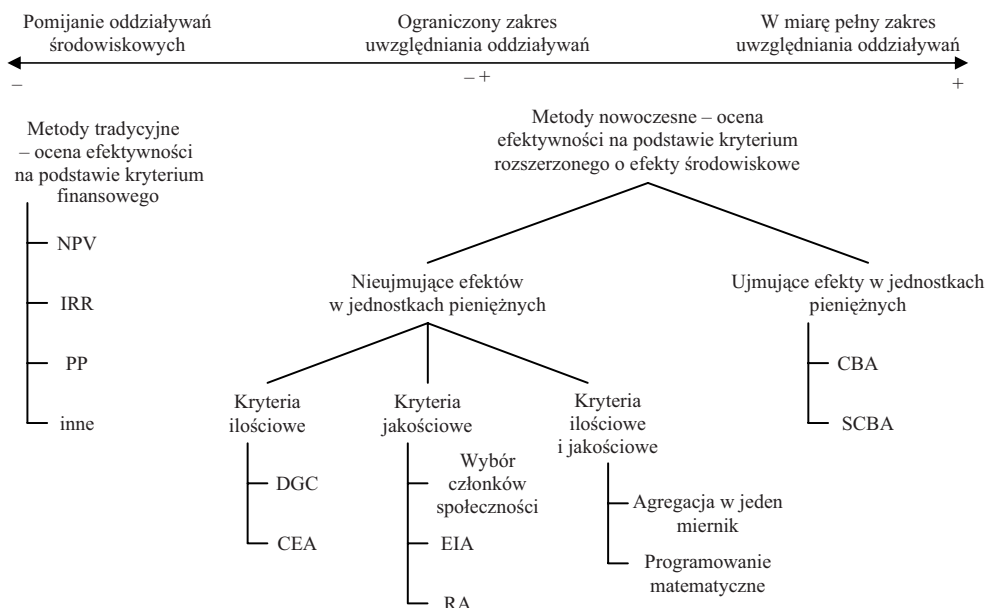 Pomijanie oddziaływań
środowiskowych
Ograniczony zakres
uwzględniania oddziaływań
W miarę pełny zakres
uwzględniania oddziaływań
–
– +
+
Metody tradycyjne
– ocena efektywności
na podstawie kryterium
finansowego
NPV
IRR
PP
inne
Metody nowoczesne – ocena
efektywności na podstawie kryterium
rozszerzonego o efekty środowiskowe
Nieujmujące efektów
w jednostkach pieniężnych
Ujmujące efekty w jednostkach
pieniężnych
CBA
SCBA
Kryteria
ilościowe
DGC
CEA
Kryteria
jakościowe
Wybór
członków
społeczności
EIA
RA
Kryteria
ilościowe
i jakościowe
Agregacja w jeden
miernik
Programowanie
matematyczne